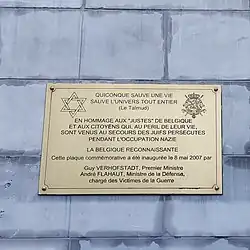 QUICONQUE SAUVE UNE VIE
SAUVE L'UNIVERS TOUT ENTIER
(Le Talmud)
EN HOMMAGE AUX "JUSTES" DE BELGIQUE
ET AUX CITOYENS QUI, AU PERIL DE LEUR VIE,
SONT VENUS AU SECOURS DES JUIFS PERSECUTES
PENDANT L'OCCUPATION NAZIE
LA BELGIQUE RECONNAISSANTE
Cette plaque commémorative a été inaugurée le 8 mai 2007 par
Guy VERHOFSTADT, Premier Ministre
André FLAHAUT, Ministre de la Défense,
chargé des Victimes de la Guerre